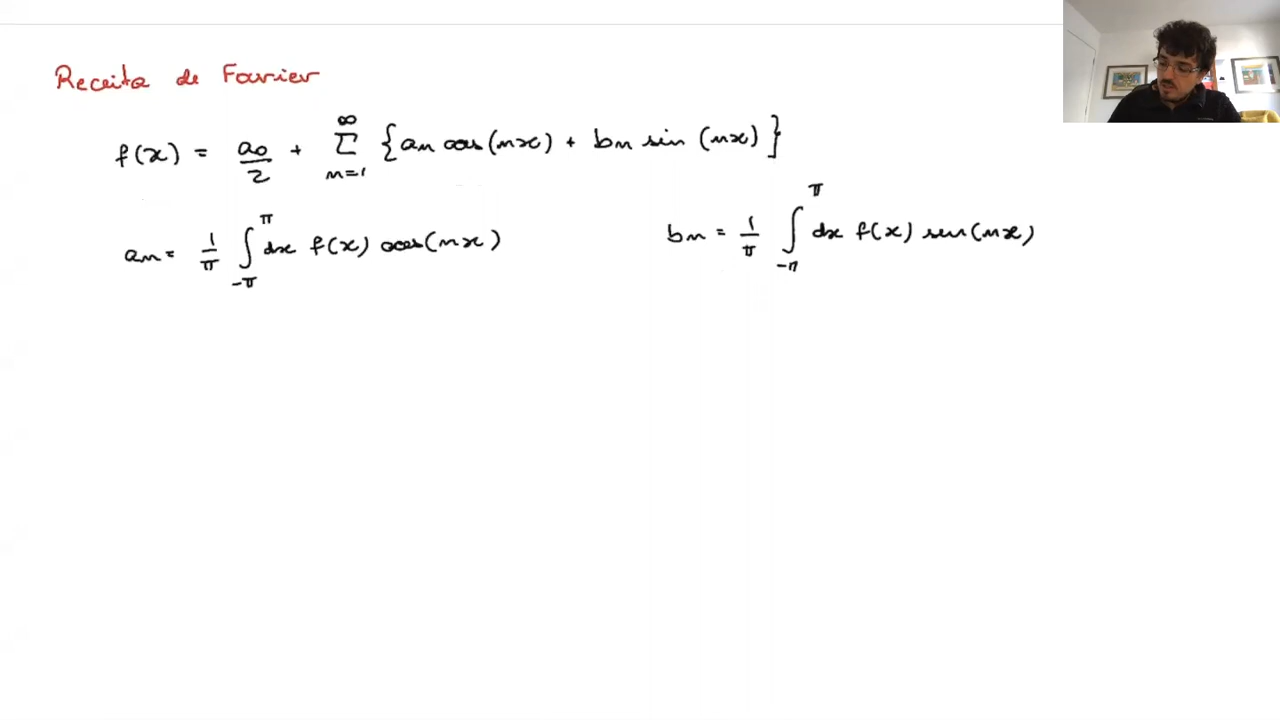 Receita de Fourier
f(x) = a0/2 + ∑_{n=1}^{∞} {an cos(nx) + bn sin(nx)}
an = 1/π ∫_{-π}^{π} dx f(x) cos(nx)
bn = 1/π ∫_{-π}^{π} dx f(x) sen(nx)